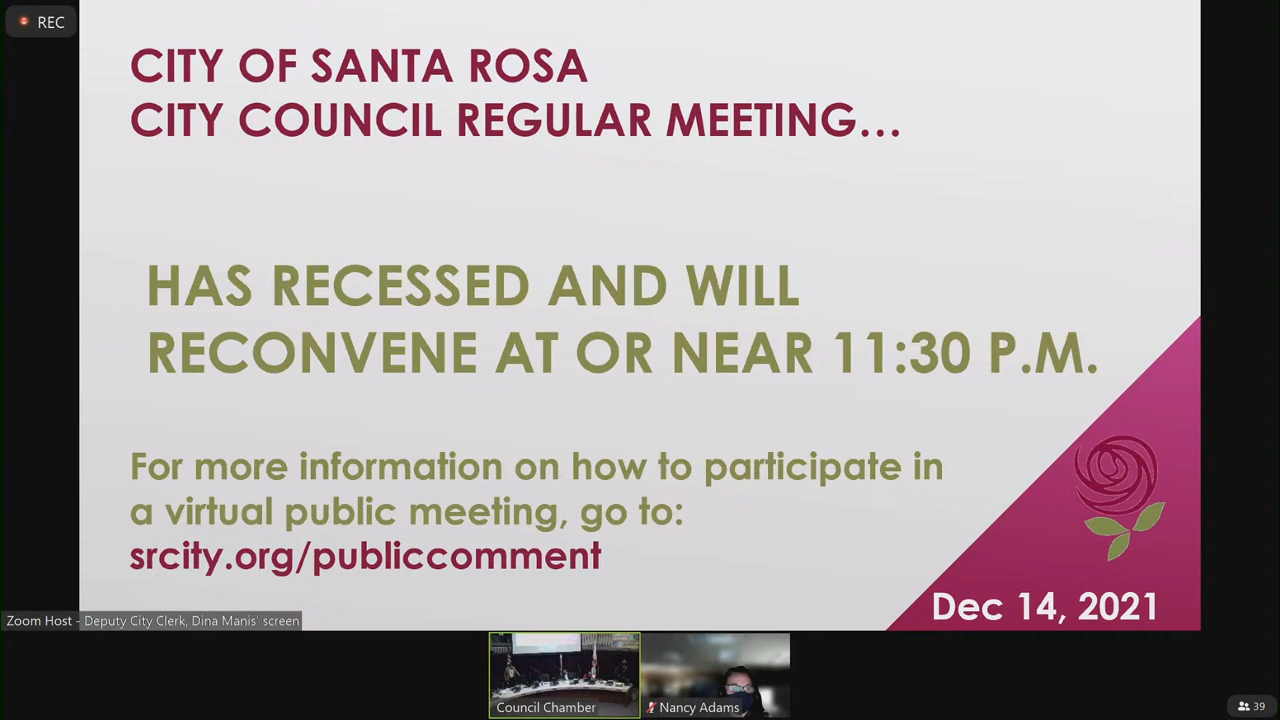 REC
CITY OF SANTA ROSA
CITY COUNCIL REGULAR MEETING...
HAS RECESSED AND WILL
RECONVENE AT OR NEAR 11:30 P.M.
For more information on how to participate in
a virtual public meeting, go to:
srcity.org/publiccomment
Dec 14, 2021
Zoom Host - Deputy City Clerk, Dina Manis' screen
Council Chamber
Nancy Adams
39